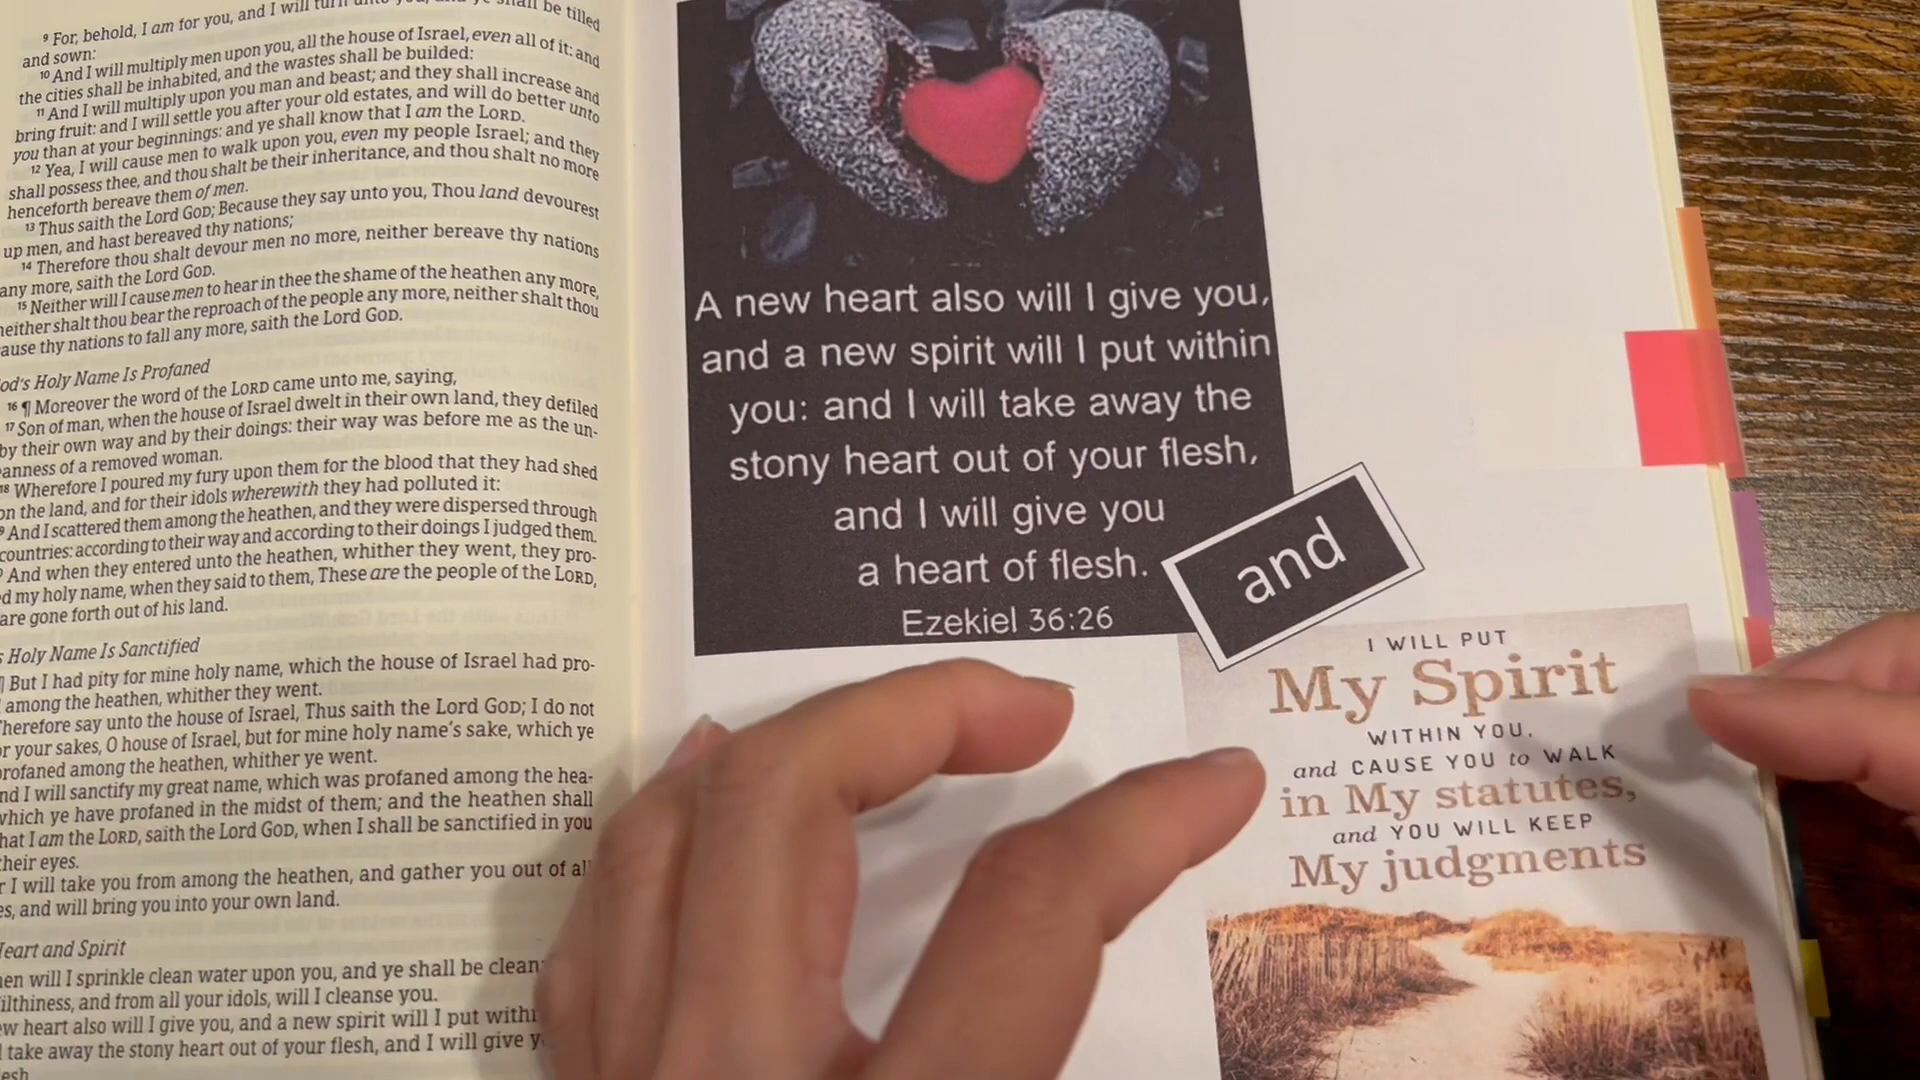 9 For, behold, I am for you, and I will turn unto you, and ye shall be tilled
and sown:
10 And I will multiply men upon you, all the house of Israel, even all of it: and
the cities shall be inhabited, and the wastes shall be builded:
11 And I will multiply upon you man and beast; and they shall increase and
bring fruit: and I will settle you after your old estates, and will do better unto
you than at your beginnings: and ye shall know that I am the LORD.
12 Yea, I will cause men to walk upon you, even my people Israel; and they
shall possess thee, and thou shalt be their inheritance, and thou shalt no more
henceforth bereave them of men.
13 Thus saith the Lord GOD; Because they say unto you, Thou land devourest
up men, and hast bereaved thy nations;
14 Therefore thou shalt devour men no more, neither bereave thy nations
any more, saith the Lord GOD.
15 Neither will I cause men to hear in thee the shame of the heathen any more,
neither shalt thou bear the reproach of the people any more, neither shalt thou
ause thy nations to fall any more, saith the Lord GOD.
od's Holy Name Is Profaned
16 ¶ Moreover the word of the LORD came unto me, saying,
17 Son of man, when the house of Israel dwelt in their own land, they defiled
by their own way and by their doings: their way was before me as the un-
anness of a removed woman.
18 Wherefore I poured my fury upon them for the blood that they had shed
on the land, and for their idols wherewith they had polluted it:
9 And I scattered them among the heathen, and they were dispersed through
countries: according to their way and according to their doings I judged them.
And when they entered unto the heathen, whither they went, they pro-
d my holy name, when they said to them, These are the people of the LORD,
are gone forth out of his land.
s Holy Name Is Sanctified
¶ But I had pity for mine holy name, which the house of Israel had pro-
among the heathen, whither they went.
herefore say unto the house of Israel, Thus saith the Lord GOD; I do not
or your sakes, O house of Israel, but for mine holy name's sake, which ye
profaned among the heathen, whither ye went.
nd I will sanctify my great name, which was profaned among the hea-
which ye have profaned in the midst of them; and the heathen shall
hat I am the LORD, saith the Lord GOD, when I shall be sanctified in you
their eyes.
r I will take you from among the heathen, and gather you out of al
es, and will bring you into your own land.
Heart and Spirit
en will I sprinkle clean water upon you, and ye shall be clean:
ilthiness, and from all your idols, will I cleanse you.
ew heart also will I give you, and a new spirit will I put withi
take away the stony heart out of your flesh, and I will give y
esh.
A new heart also will I give you,
and a new spirit will I put within
you: and I will take away the
stony heart out of your flesh,
and I will give you
a heart of flesh.
Ezekiel 36:26
and
I WILL PUT
My Spirit
WITHIN YOU,
and CAUSE YOU to WALK
in My statutes,
and YOU WILL KEEP
My judgments